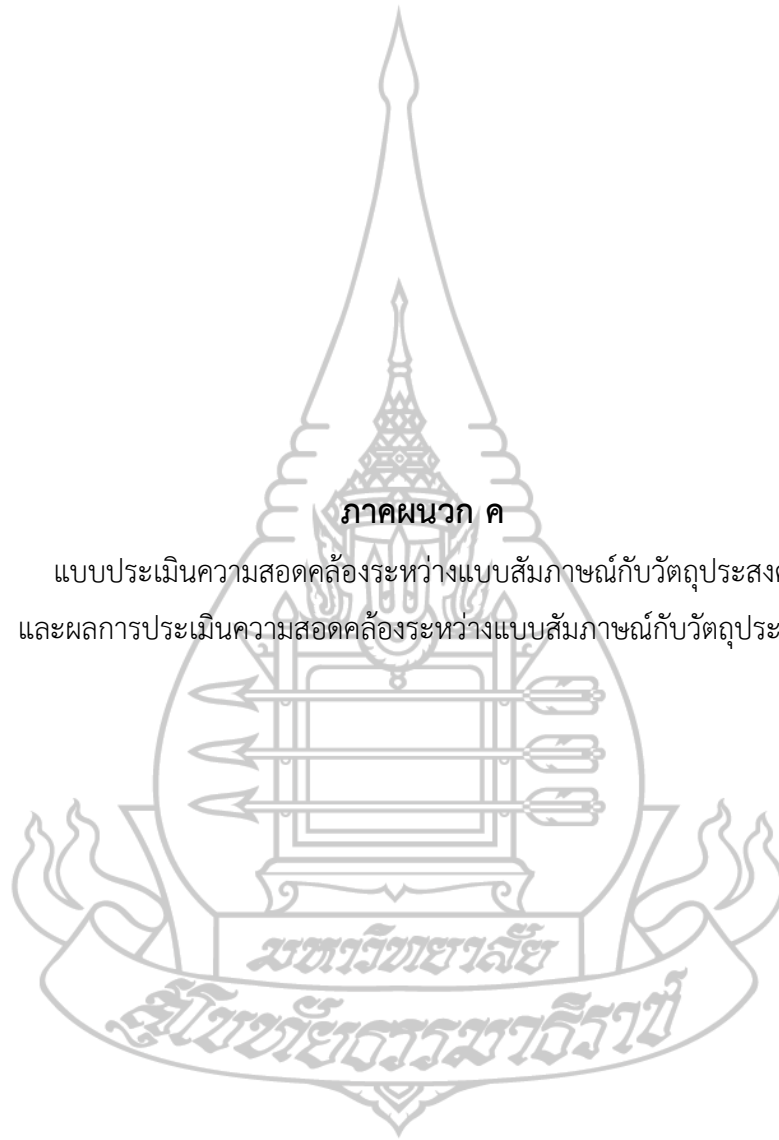 ภาคผนวก ค
แบบประเมินความสอดคล้องระหว่างแบบสัมภาษณ์กับวัตถุประสงค์
และผลการประเมินความสอดคล้องระหว่างแบบสัมภาษณ์กับวัตถุประ
มหาวิทยาลัย
สุโขทัยธรรมาธิราช